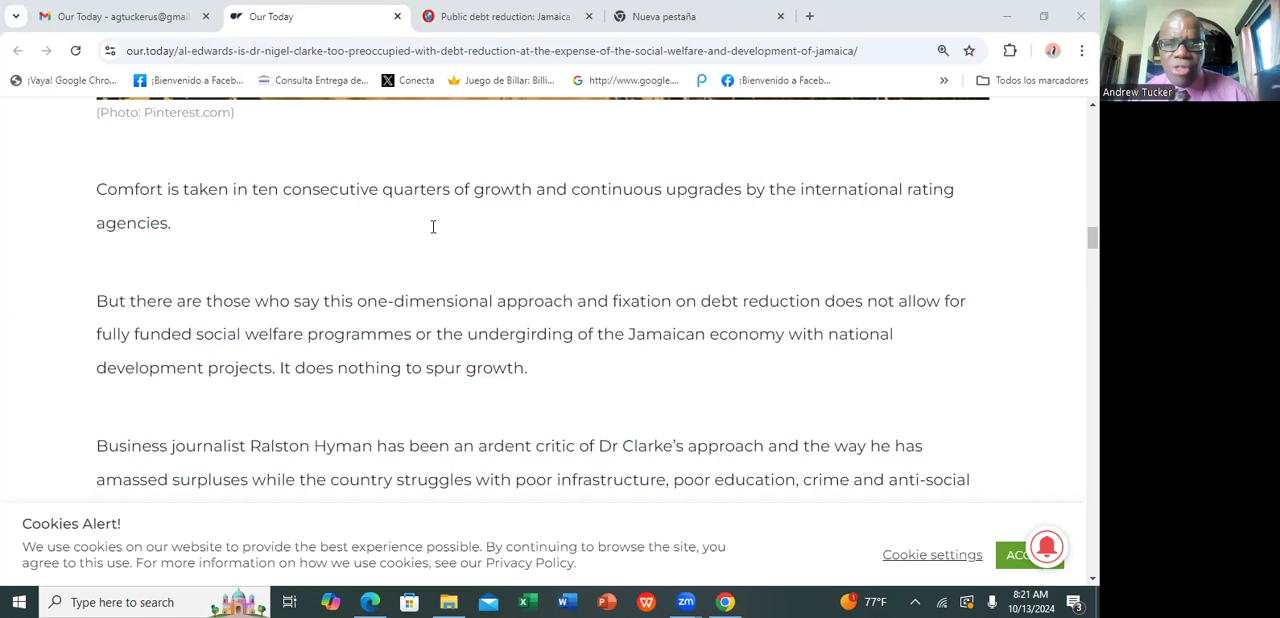 Our Today - agtuckerus@gmai
Our Today
Public debt reduction: Jamaica
Nueva pestaña
our.today/al-edwards-is-dr-nigel-clarke-too-preoccupied-with-debt-reduction-at-the-expense-of-the-social-welfare-and-development-of-jamaica/
¡Vaya! Google Chro...
¡Bienvenido a Faceb...
Consulta Entrega de...
Conecta
Juego de Billar: Billi...
http://www.google....
¡Bienvenido a Faceb...
»
Todos los marcadores
Andrew Tucker
(Photo: Pinterest.com)
Comfort is taken in ten consecutive quarters of growth and continuous upgrades by the international rating
agencies.
But there are those who say this one-dimensional approach and fixation on debt reduction does not allow for
fully funded social welfare programmes or the undergirding of the Jamaican economy with national
development projects. It does nothing to spur growth.
Business journalist Ralston Hyman has been an ardent critic of Dr Clarke's approach and the way he has
amassed surpluses while the country struggles with poor infrastructure, poor education, crime and anti-social
Cookies Alert!
We use cookies on our website to provide the best experience possible. By continuing to browse the site, you
agree to this use. For more information on how we use cookies, see our Privacy Policy.
Cookie settings
Type here to search
77°F
8:21 AM
10/13/2024
3